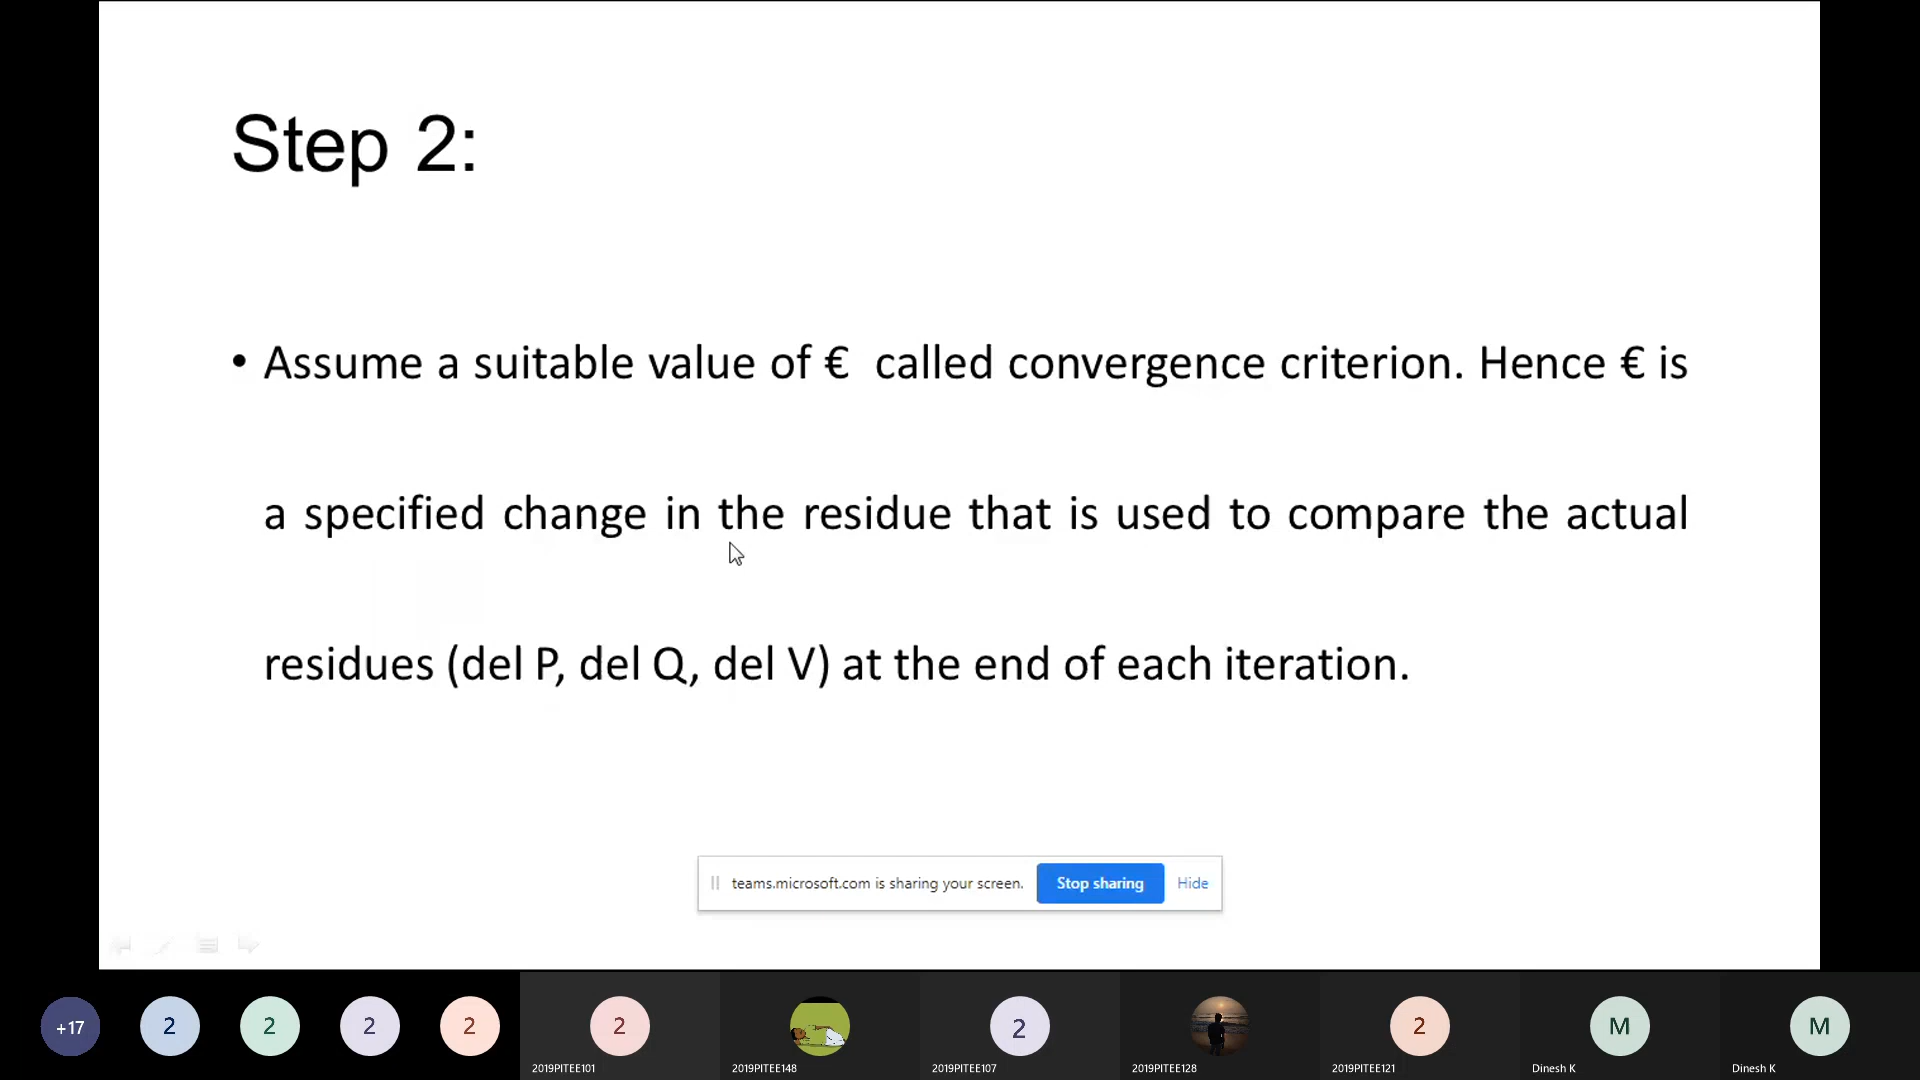 Step 2:
• Assume a suitable value of € called convergence criterion. Hence € is
a specified change in the residue that is used to compare the actual
residues (del P, del Q, del V) at the end of each iteration.
teams.microsoft.com is sharing your screen. Stop sharing Hide
+17 2 2 2 2 2 2 2 M M
2019PITEE101 2019PITEE148 2019PITEE107 2019PITEE128 2019PITEE121 Dinesh K Dinesh K